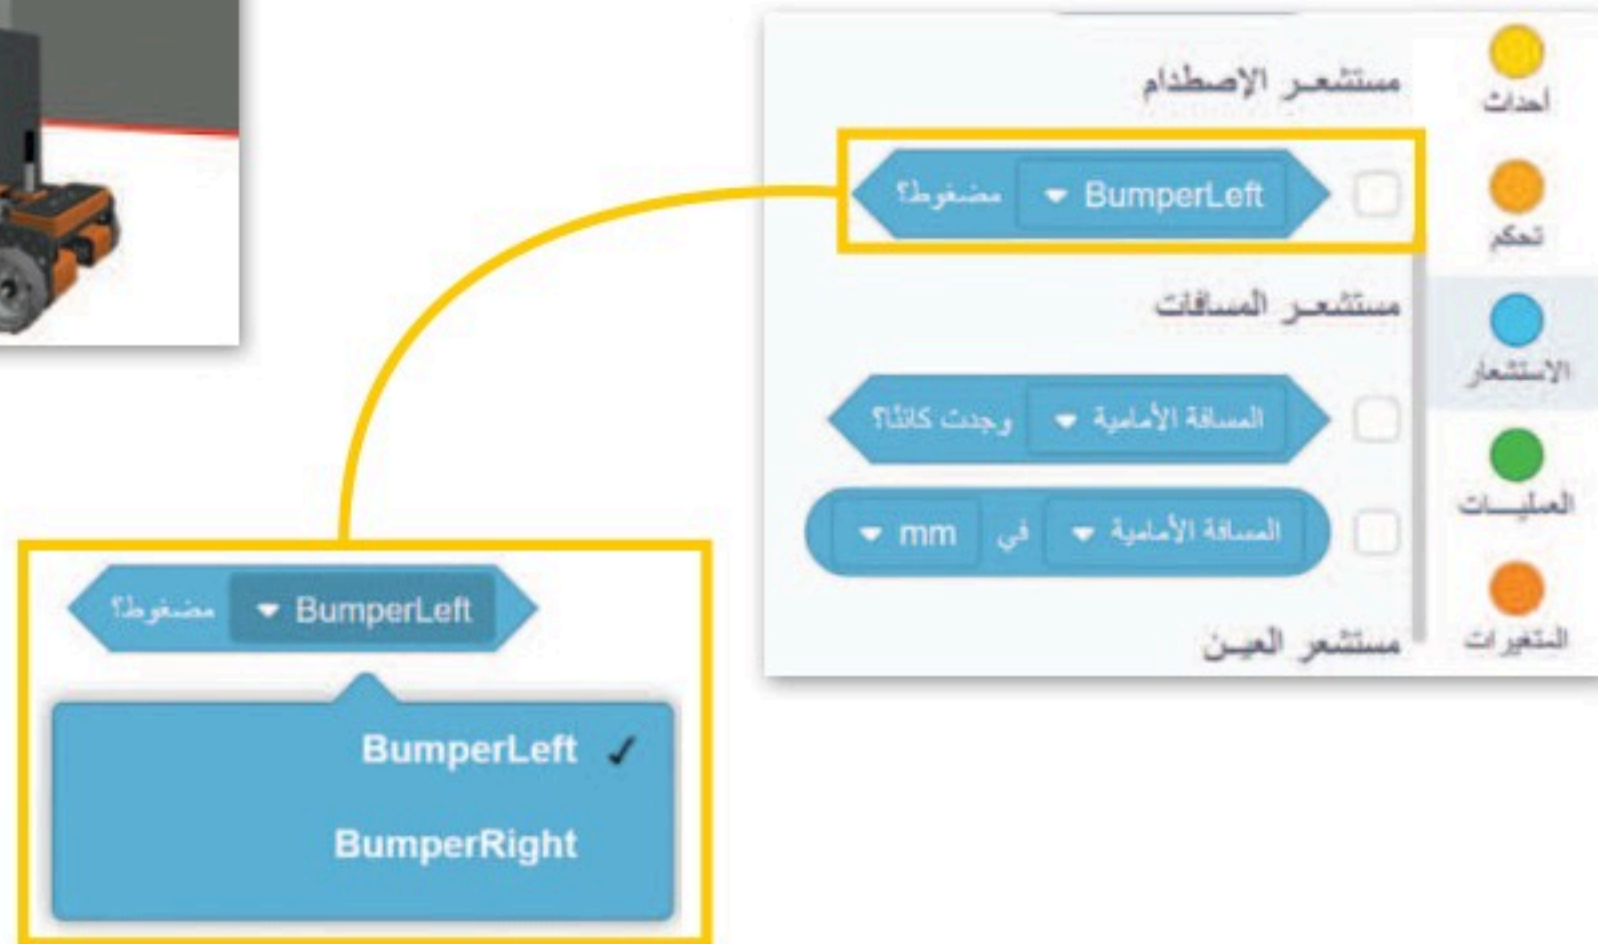 مستشعر الإصطدام
BumperLeft مضغوط؟
مستشعر المسافات
المسافة الأمامية وجدت كائنًا؟
المسافة الأمامية في mm
مستشعر العين
أحداث
تحكم
الاستشعار
العمليات
المتغيرات
BumperLeft مضغوط؟
BumperLeft ✓
BumperRight